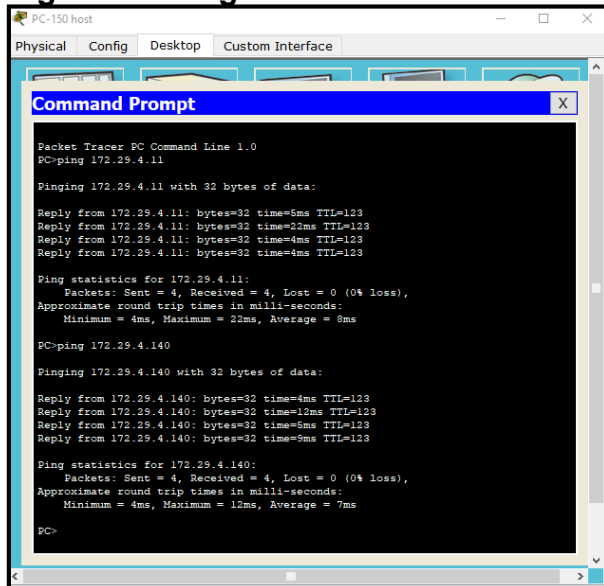 PC-150 host
Physical Config Desktop Custom Interface
Command Prompt
X
Packet Tracer PC Command Line 1.0
PC>ping 172.29.4.11
Pinging 172.29.4.11 with 32 bytes of data:
Reply from 172.29.4.11: bytes=32 time=5ms TTL=123
Reply from 172.29.4.11: bytes=32 time=22ms TTL=123
Reply from 172.29.4.11: bytes=32 time=4ms TTL=123
Reply from 172.29.4.11: bytes=32 time=4ms TTL=123
Ping statistics for 172.29.4.11:
Packets: Sent = 4, Received = 4, Lost = 0 (0% loss),
Approximate round trip times in milli-seconds:
Minimum = 4ms, Maximum = 22ms, Average = 8ms
PC>ping 172.29.4.140
Pinging 172.29.4.140 with 32 bytes of data:
Reply from 172.29.4.140: bytes=32 time=4ms TTL=123
Reply from 172.29.4.140: bytes=32 time=12ms TTL=123
Reply from 172.29.4.140: bytes=32 time=5ms TTL=123
Reply from 172.29.4.140: bytes=32 time=9ms TTL=123
Ping statistics for 172.29.4.140:
Packets: Sent = 4, Received = 4, Lost = 0 (0% loss),
Approximate round trip times in milli-seconds:
Minimum = 4ms, Maximum = 12ms, Average = 7ms
PC>